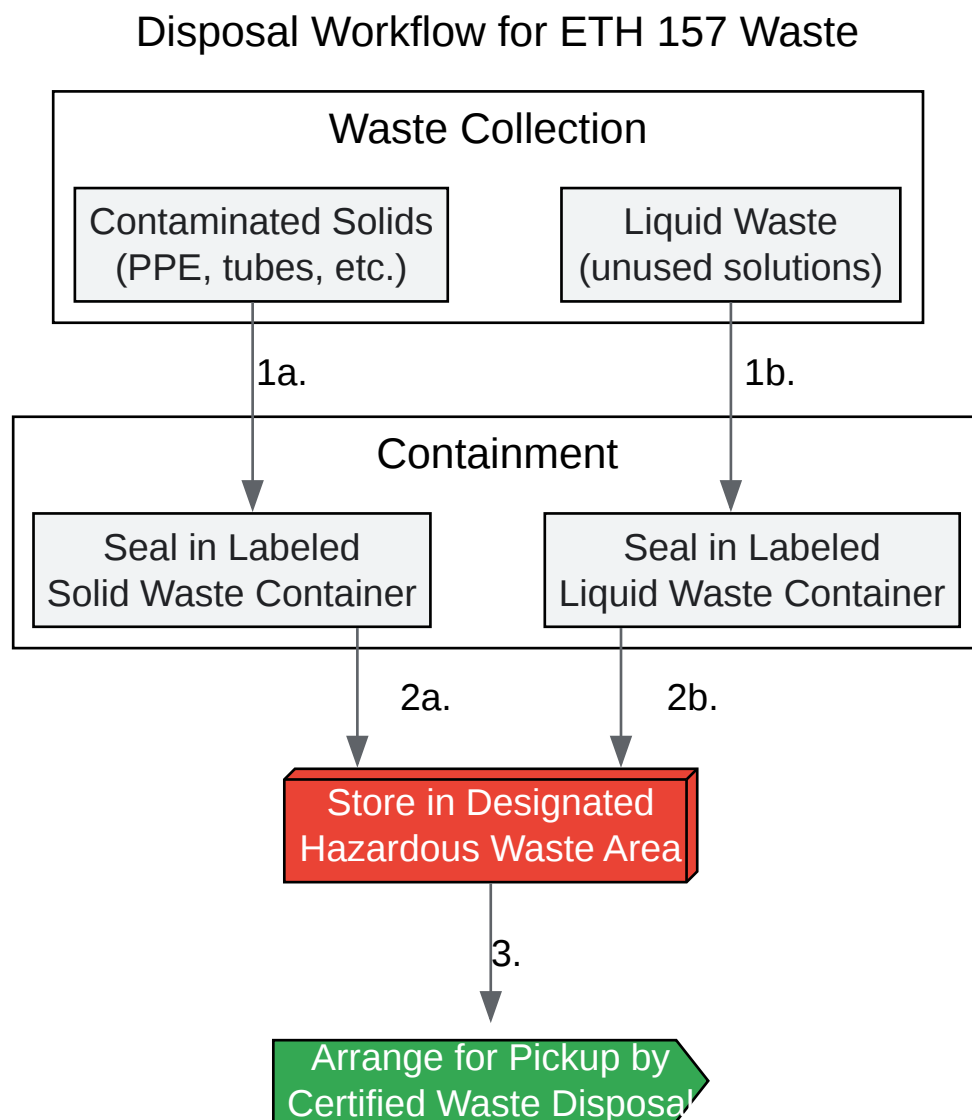 Disposal Workflow for ETH 157 Waste
Waste Collection
Contaminated Solids
(PPE, tubes, etc.)
Liquid Waste
(unused solutions)
1a.
1b.
Containment
Seal in Labeled
Solid Waste Container
Seal in Labeled
Liquid Waste Container
2a.
2b.
Store in Designated
Hazardous Waste Area
3.
Arrange for Pickup by
Certified Waste Disposal